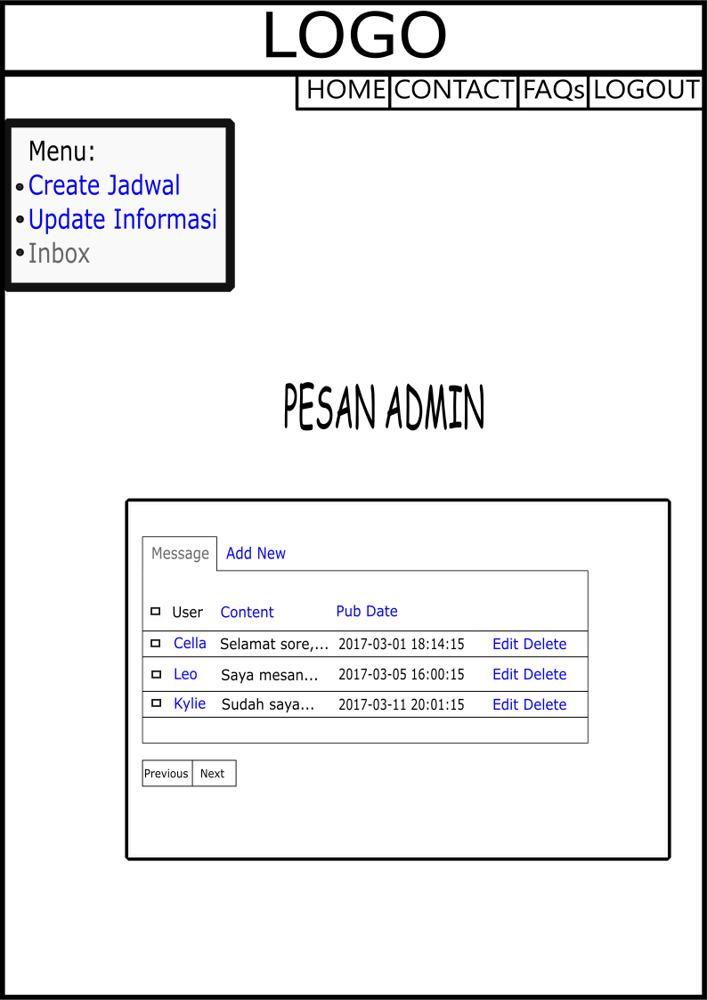 LOGO
HOME CONTACT FAQs LOGOUT
Menu:
Create Jadwal
Update Informasi
Inbox
PESAN ADMIN
Message Add New
User Content Pub Date
Cella Selamat sore,... 2017-03-01 18:14:15 Edit Delete
Leo Saya mesan... 2017-03-05 16:00:15 Edit Delete
Kylie Sudah saya... 2017-03-11 20:01:15 Edit Delete
Previous Next